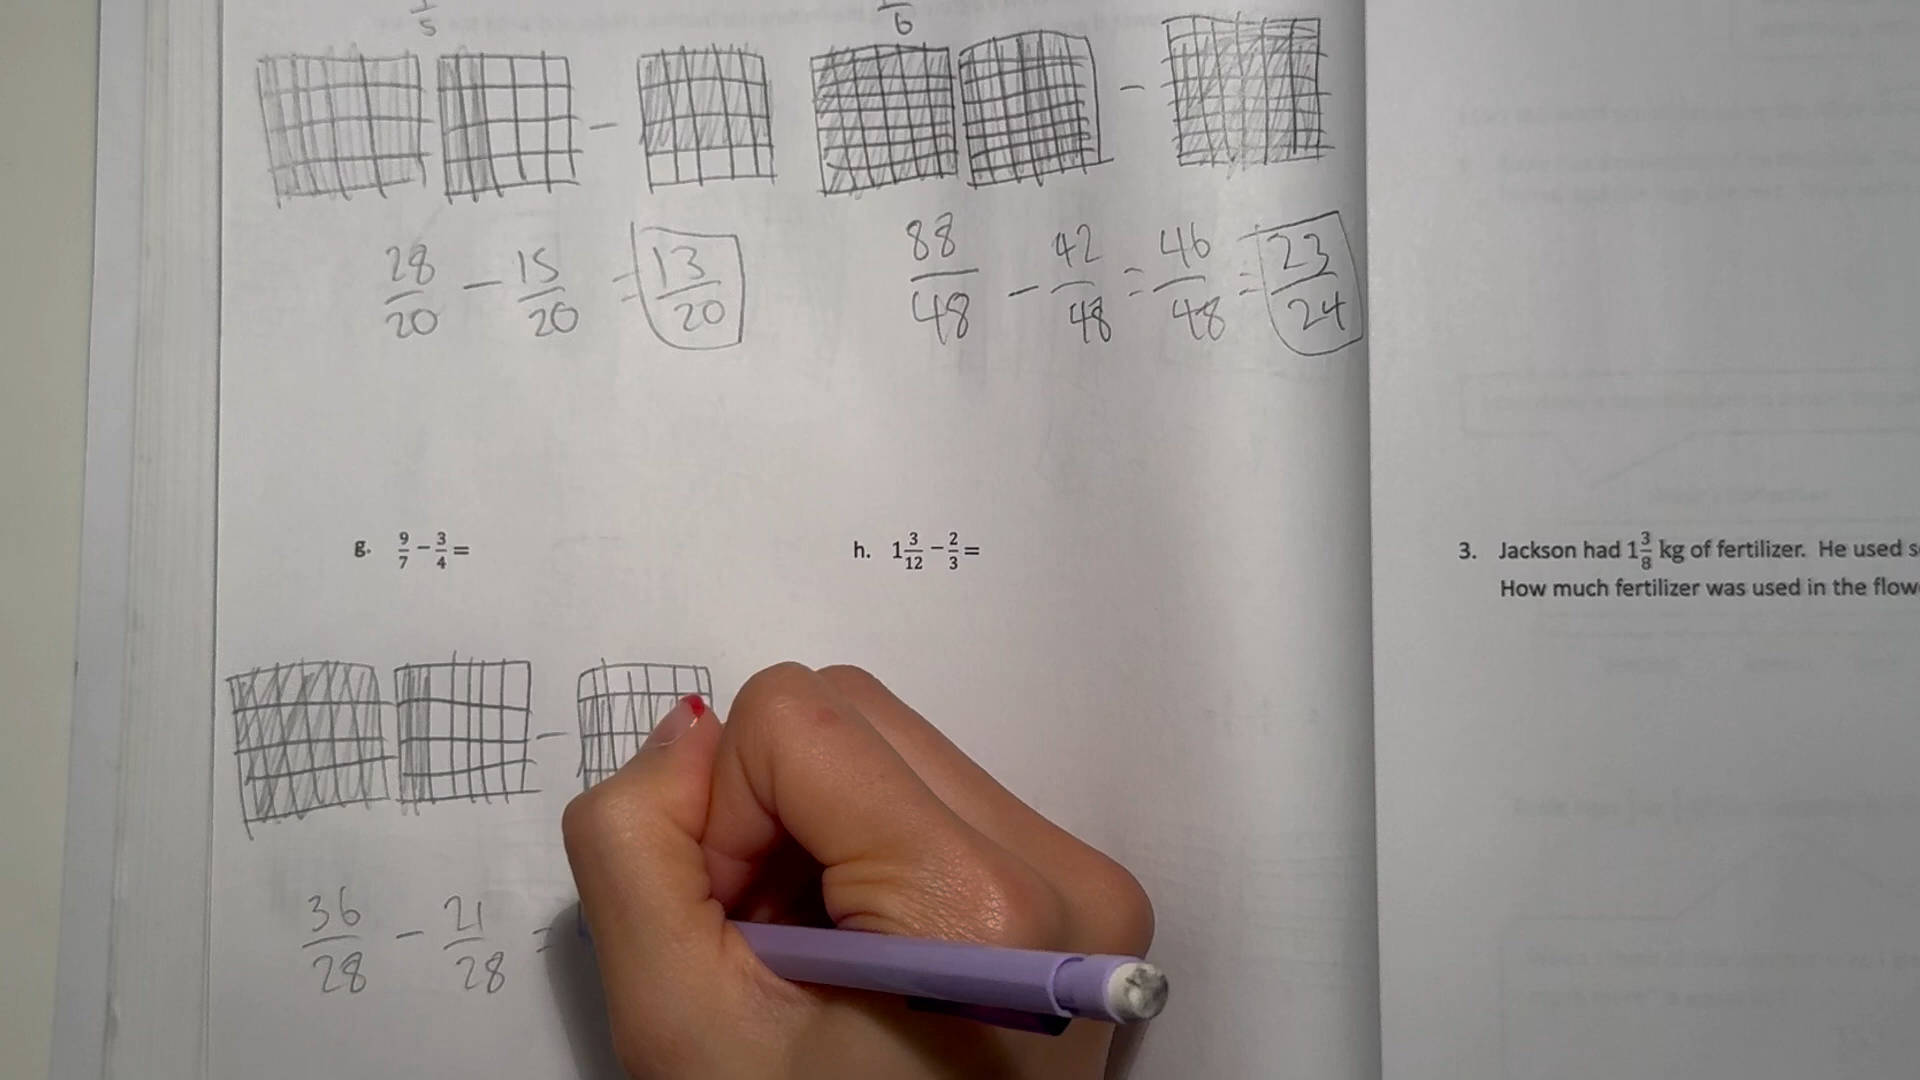 5
6
28/20 - 15/20 = 13/20
88/48 - 42/48 = 46/48 = 23/24
g. 9/7 - 3/4 =
h. 1 3/12 - 2/3 =
3. Jackson had 1 3/8 kg of fertilizer. He used
How much fertilizer was used in the
36/28 - 21/28 =